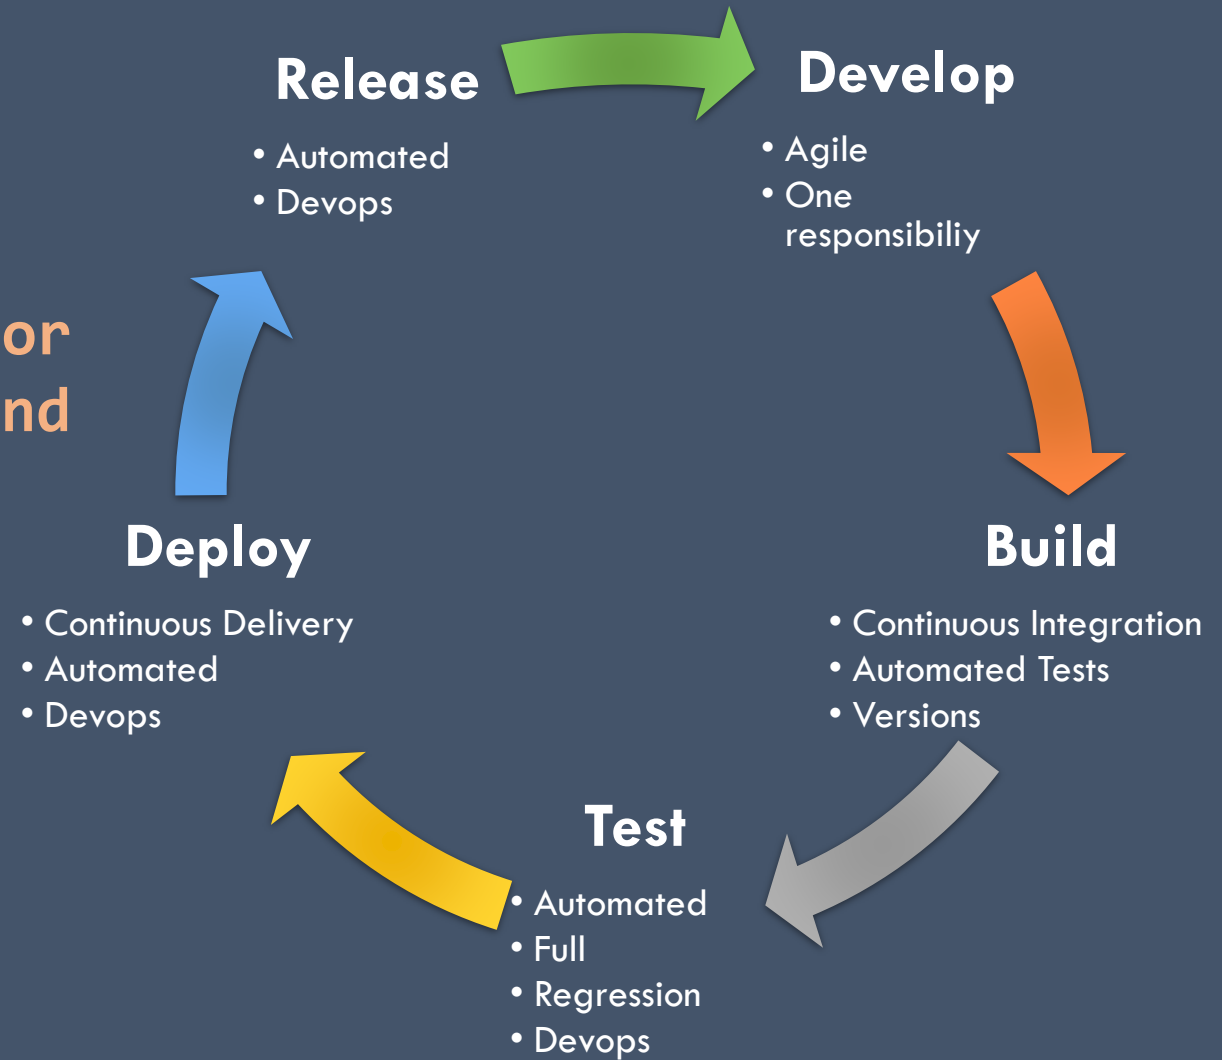 Release
• Automated
• Devops
Develop
• Agile
• One
responsibiliy
or
nd
Deploy
• Continuous Delivery
• Automated
• Devops
Build
• Continuous Integration
• Automated Tests
• Versions
Test
• Automated
• Full
• Regression
• Devops